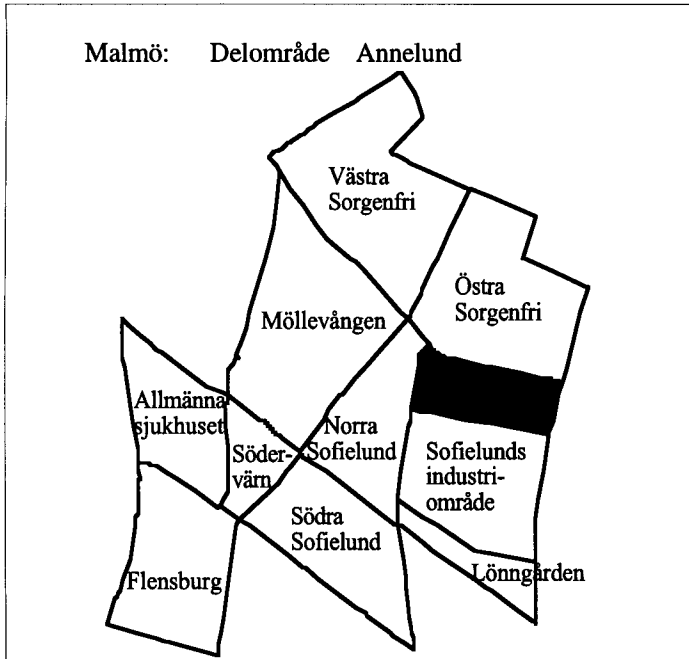 Malmö: Delområde Annelund
Västra
Sorgenfri
Östra
Sorgenfri
Möllevången
Allmänna
sjukhuset
Söder-
värn
Norra
Sofielund
Sofielunds
industri-
område
Södra
Sofielund
Flensburg
Lönngården